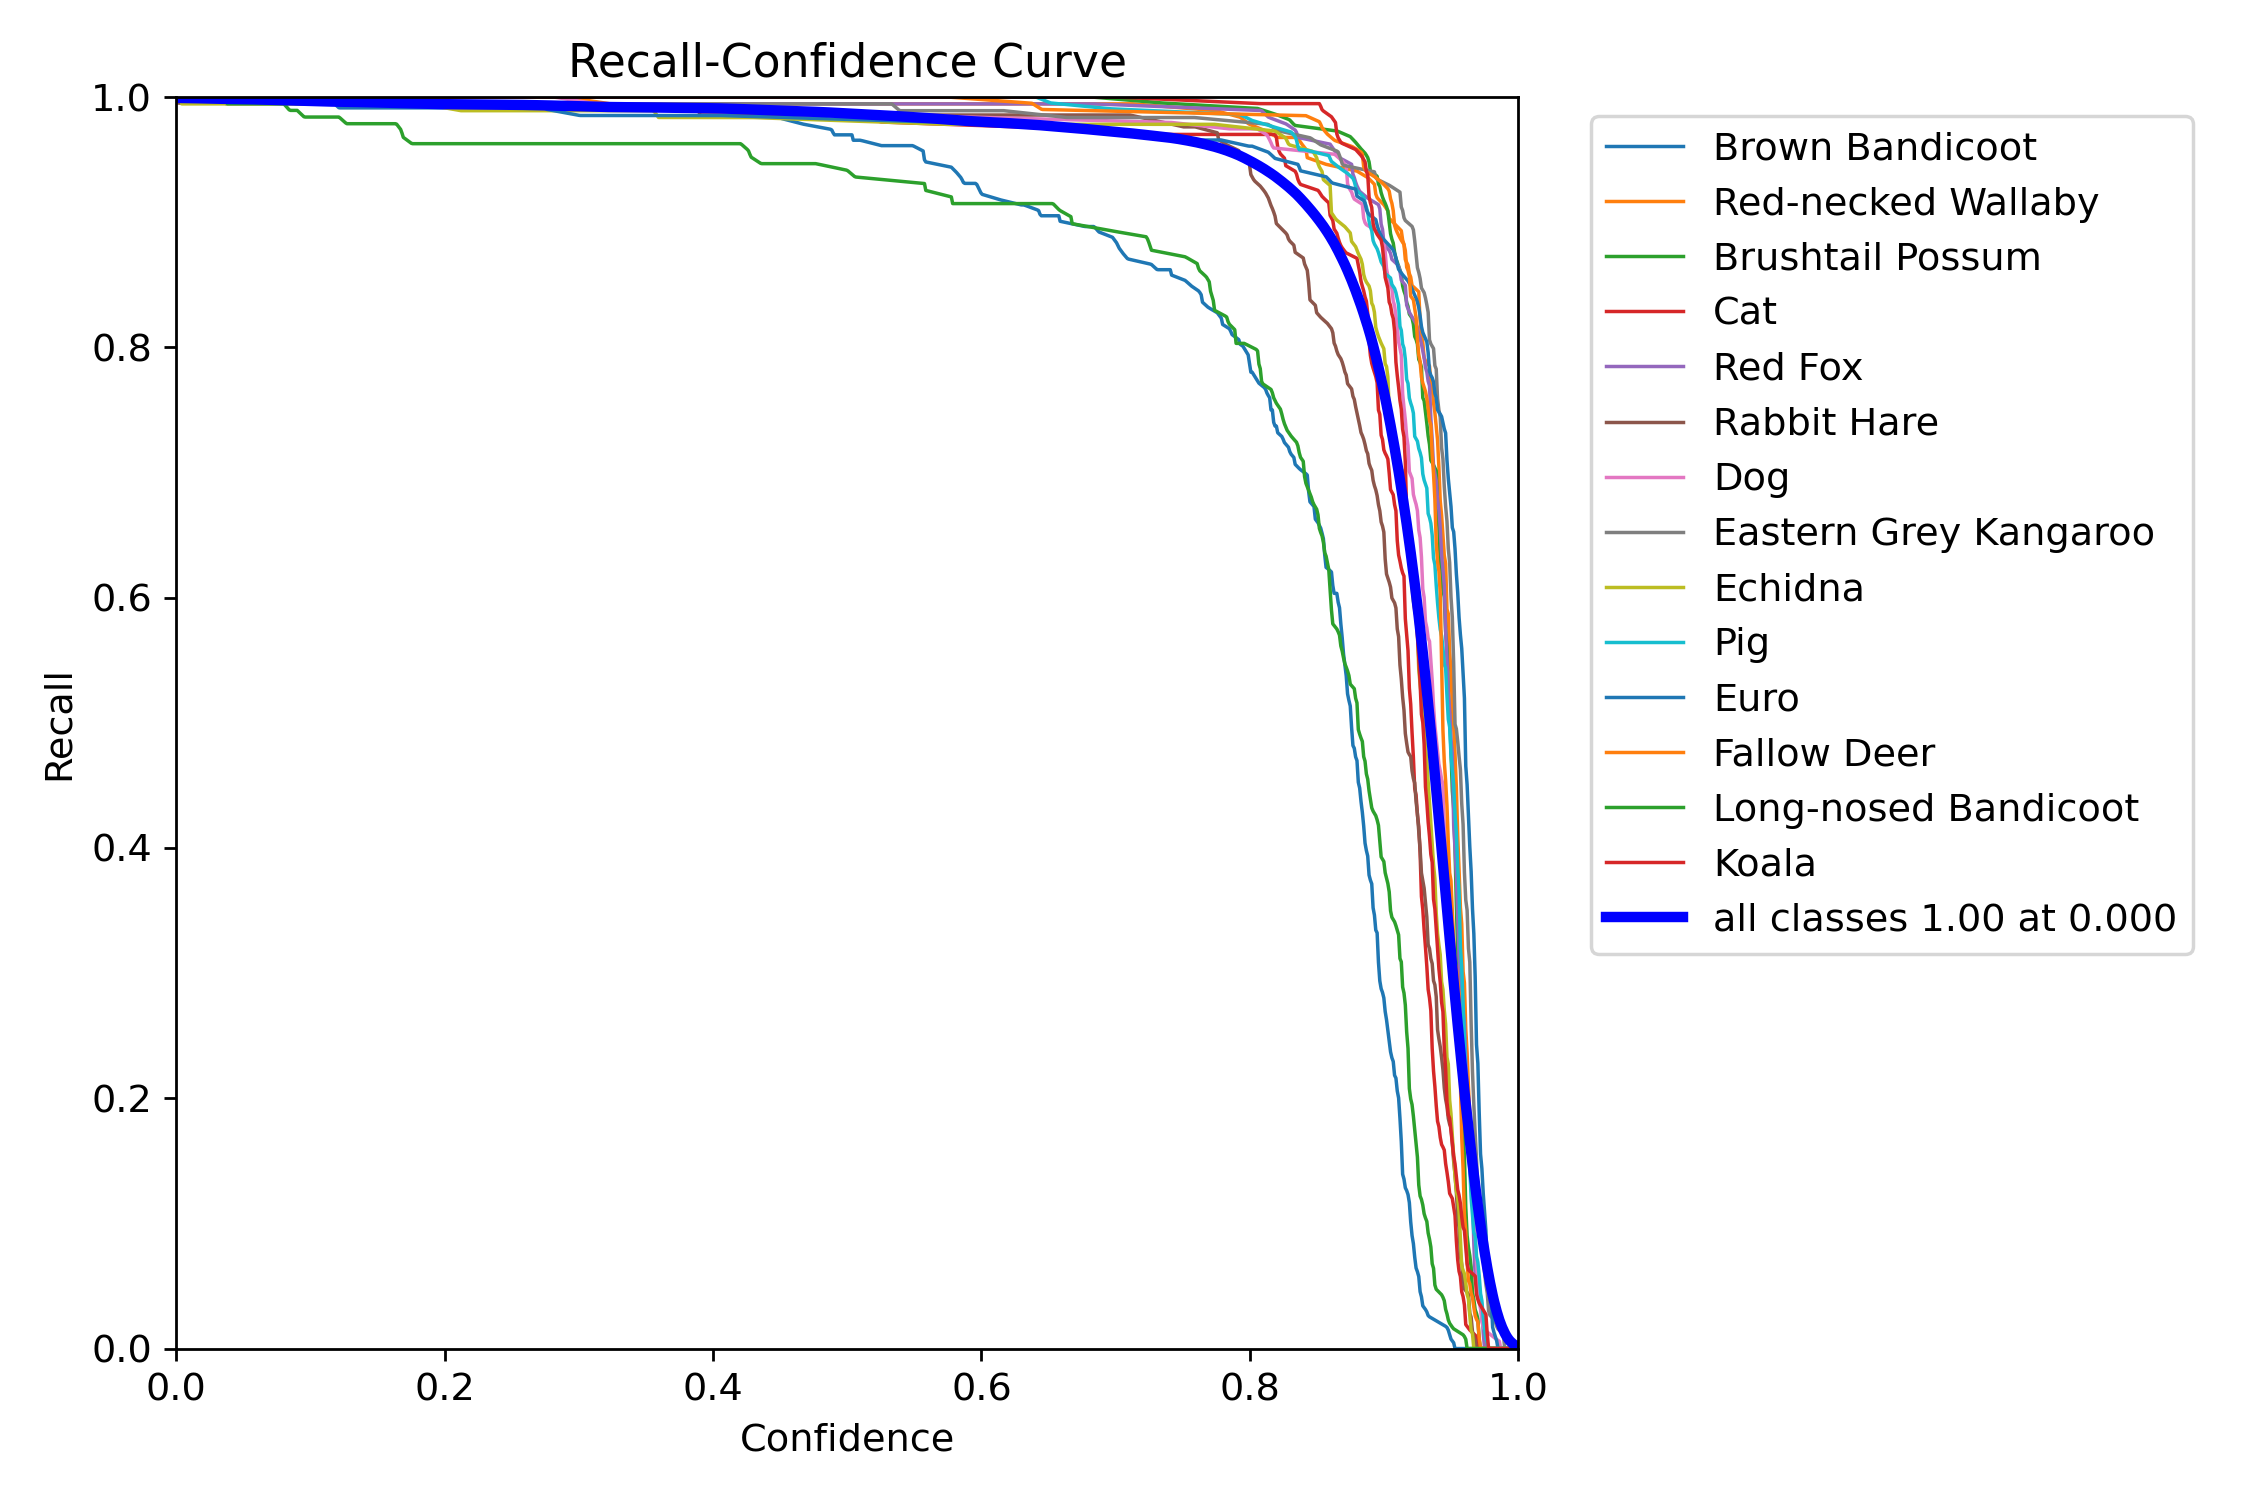 Recall-Confidence Curve
1.0
0.8
0.6
0.4
0.2
0.0
Recall
0.0 0.2 0.4 0.6 0.8 1.0
Confidence
Brown Bandicoot
Red-necked Wallaby
Brushtail Possum
Cat
Red Fox
Rabbit Hare
Dog
Eastern Grey Kangaroo
Echidna
Pig
Euro
Fallow Deer
Long-nosed Bandicoot
Koala
all classes 1.00 at 0.000